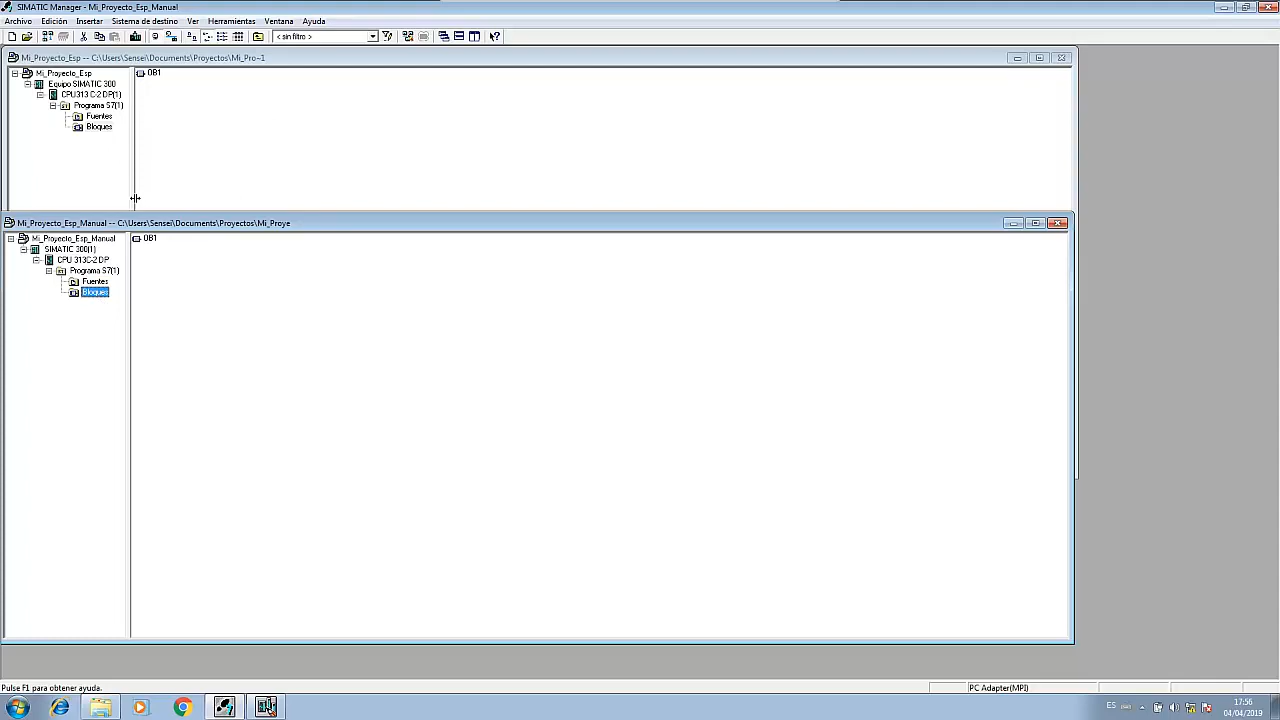 SIMATIC Manager - Mi_Proyecto_Esp_Manual
Archivo Edición Insertar Sistema de destino Ver Herramientas Ventana Ayuda
< sin filtro >
Mi_Proyecto_Esp -- C:\Users\Sensei\Documents\Proyectos\Mi_Pro~1
Mi_Proyecto_Esp
Equipo SIMATIC 300
CPU313 C-2 DP(1)
Programa S7(1)
Fuentes
Bloques
OB1
Mi_Proyecto_Esp_Manual -- C:\Users\Sensei\Documents\Proyectos\Mi_Proye
Mi_Proyecto_Esp_Manual
SIMATIC 300(1)
CPU 313C-2 DP
Programa S7(1)
Fuentes
Bloques
OB1
Pulse F1 para obtener ayuda.
PC Adapter(MPI)
ES
17:56
04/04/2019